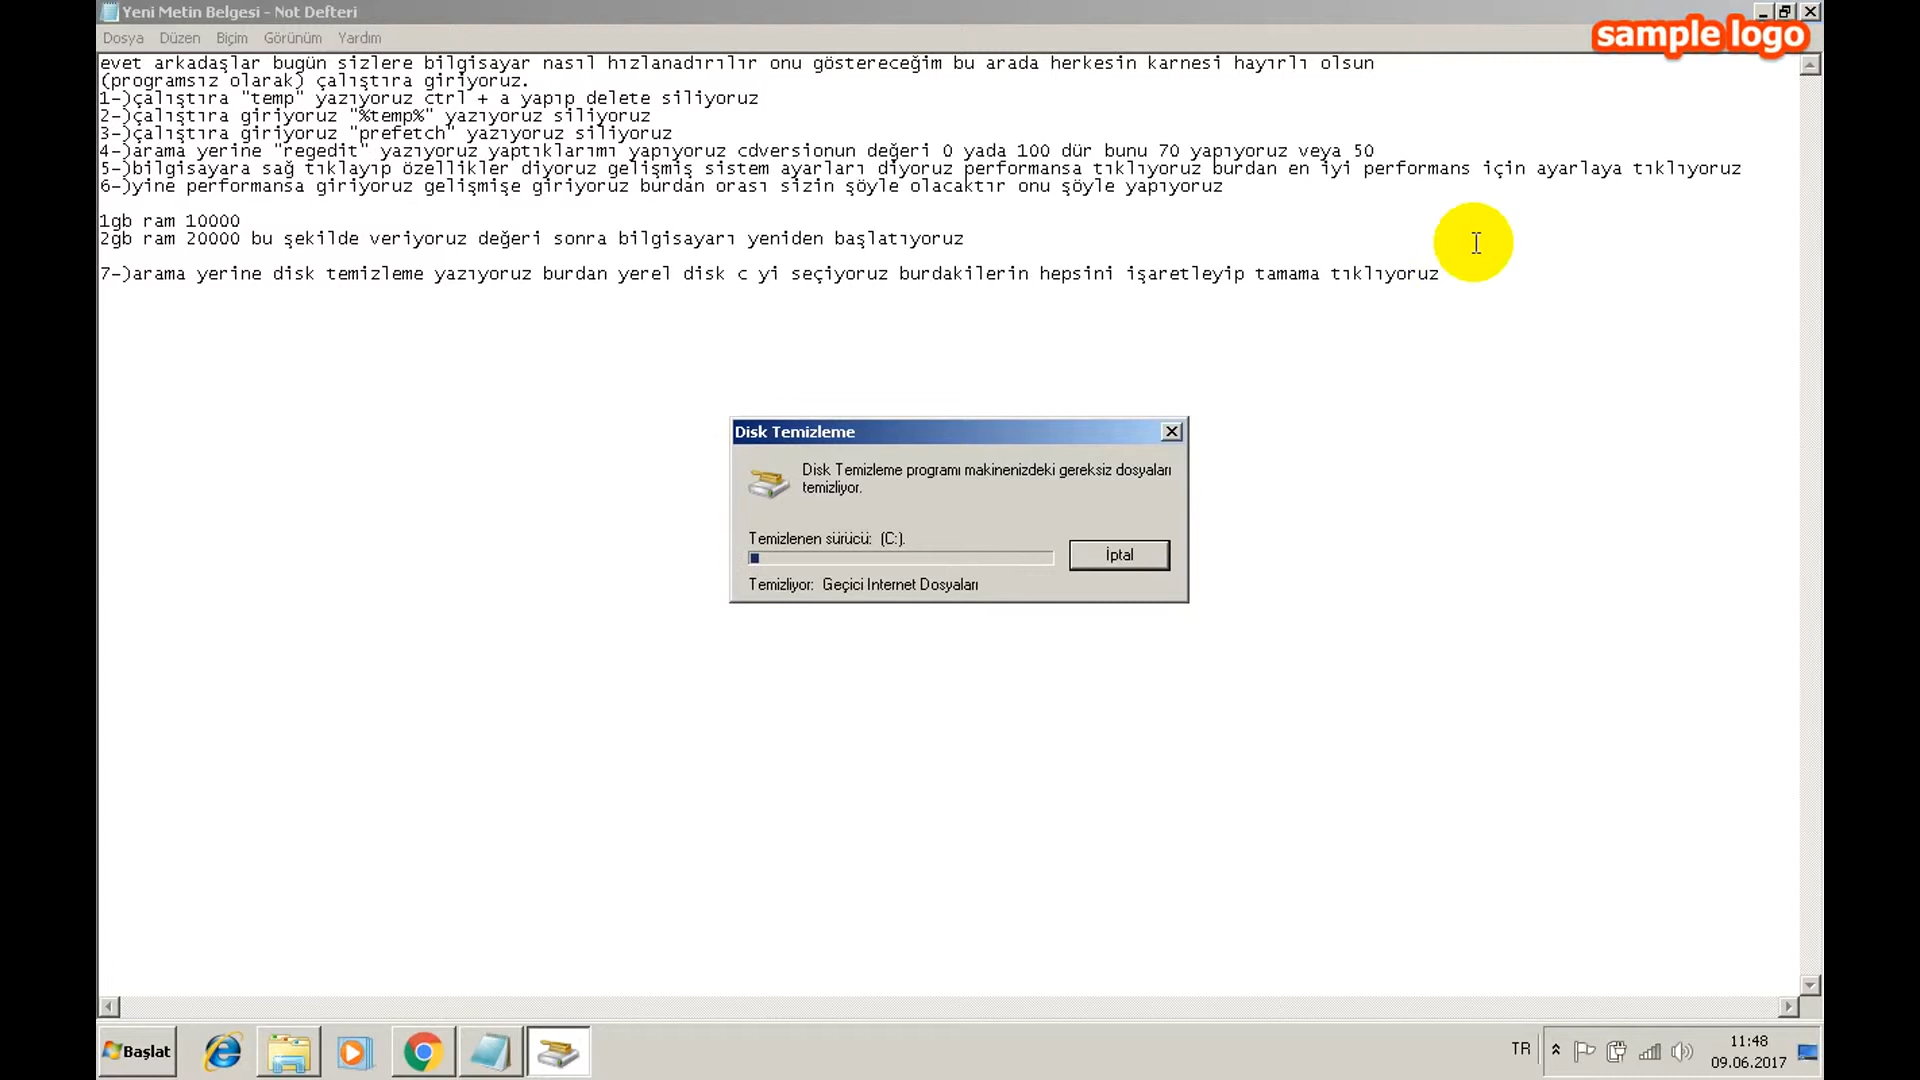 Yeni Metin Belgesi - Not Defteri
sample logo
Dosya Düzen Biçim Görünüm Yardım
evet arkadaşlar bugün sizlere bilgisayar nasıl hızlanadırılır onu göstereceğim bu arada herkesin karnesi hayırlı olsun
(programsız olarak) çalıştıra giriyoruz.
1-)çalıştıra "temp" yazıyoruz ctrl + a yapıp delete siliyoruz
2-)çalıştıra giriyoruz "%temp%" yazıyoruz siliyoruz
3-)çalıştıra giriyoruz "prefetch" yazıyoruz siliyoruz
4-)arama yerine "regedit" yazıyoruz yaptıklarımı yapıyoruz cdversionun değeri 0 yada 100 dür bunu 70 yapıyoruz veya 50
5-)bilgisayara sağ tıklayıp özellikler diyoruz gelişmiş sistem ayarları diyoruz performansa tıklıyoruz burdan en iyi performans için ayarlaya tıklıyoruz
6-)yine performansa giriyoruz gelişmişe giriyoruz burdan orası sizin şöyle olacaktır onu şöyle yapıyoruz
1gb ram 10000
2gb ram 20000 bu şekilde veriyoruz değeri sonra bilgisayarı yeniden başlatıyoruz
7-)arama yerine disk temizleme yazıyoruz burdan yerel disk c yi seçiyoruz burdakilerin hepsini işaretleyip tamama tıklıyoruz
Disk Temizleme
Disk Temizleme programı makinenizdeki gereksiz dosyaları
temizliyor.
Temizlenen sürücü: (C:).
İptal
Temizliyor: Geçici Internet Dosyaları
Başlat
TR
11:48
09.06.2017